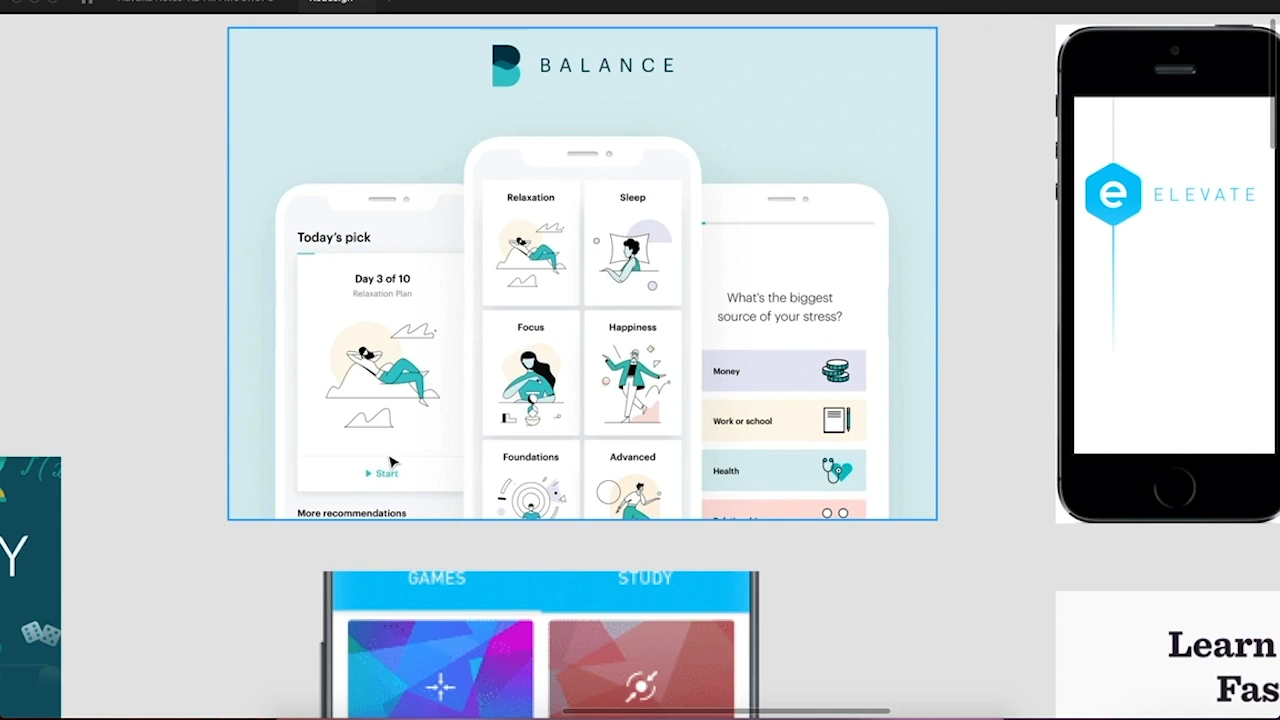 Redesign
BALANCE
Today's pick
Day 3 of 10
Relaxation Plan
Start
More recommendations
Relaxation
Sleep
Focus
Happiness
Foundations
Advanced
What's the biggest
source of your stress?
Money
Work or school
Health
e ELEVATE
Y
GAMES
STUDY
Learn
Fas